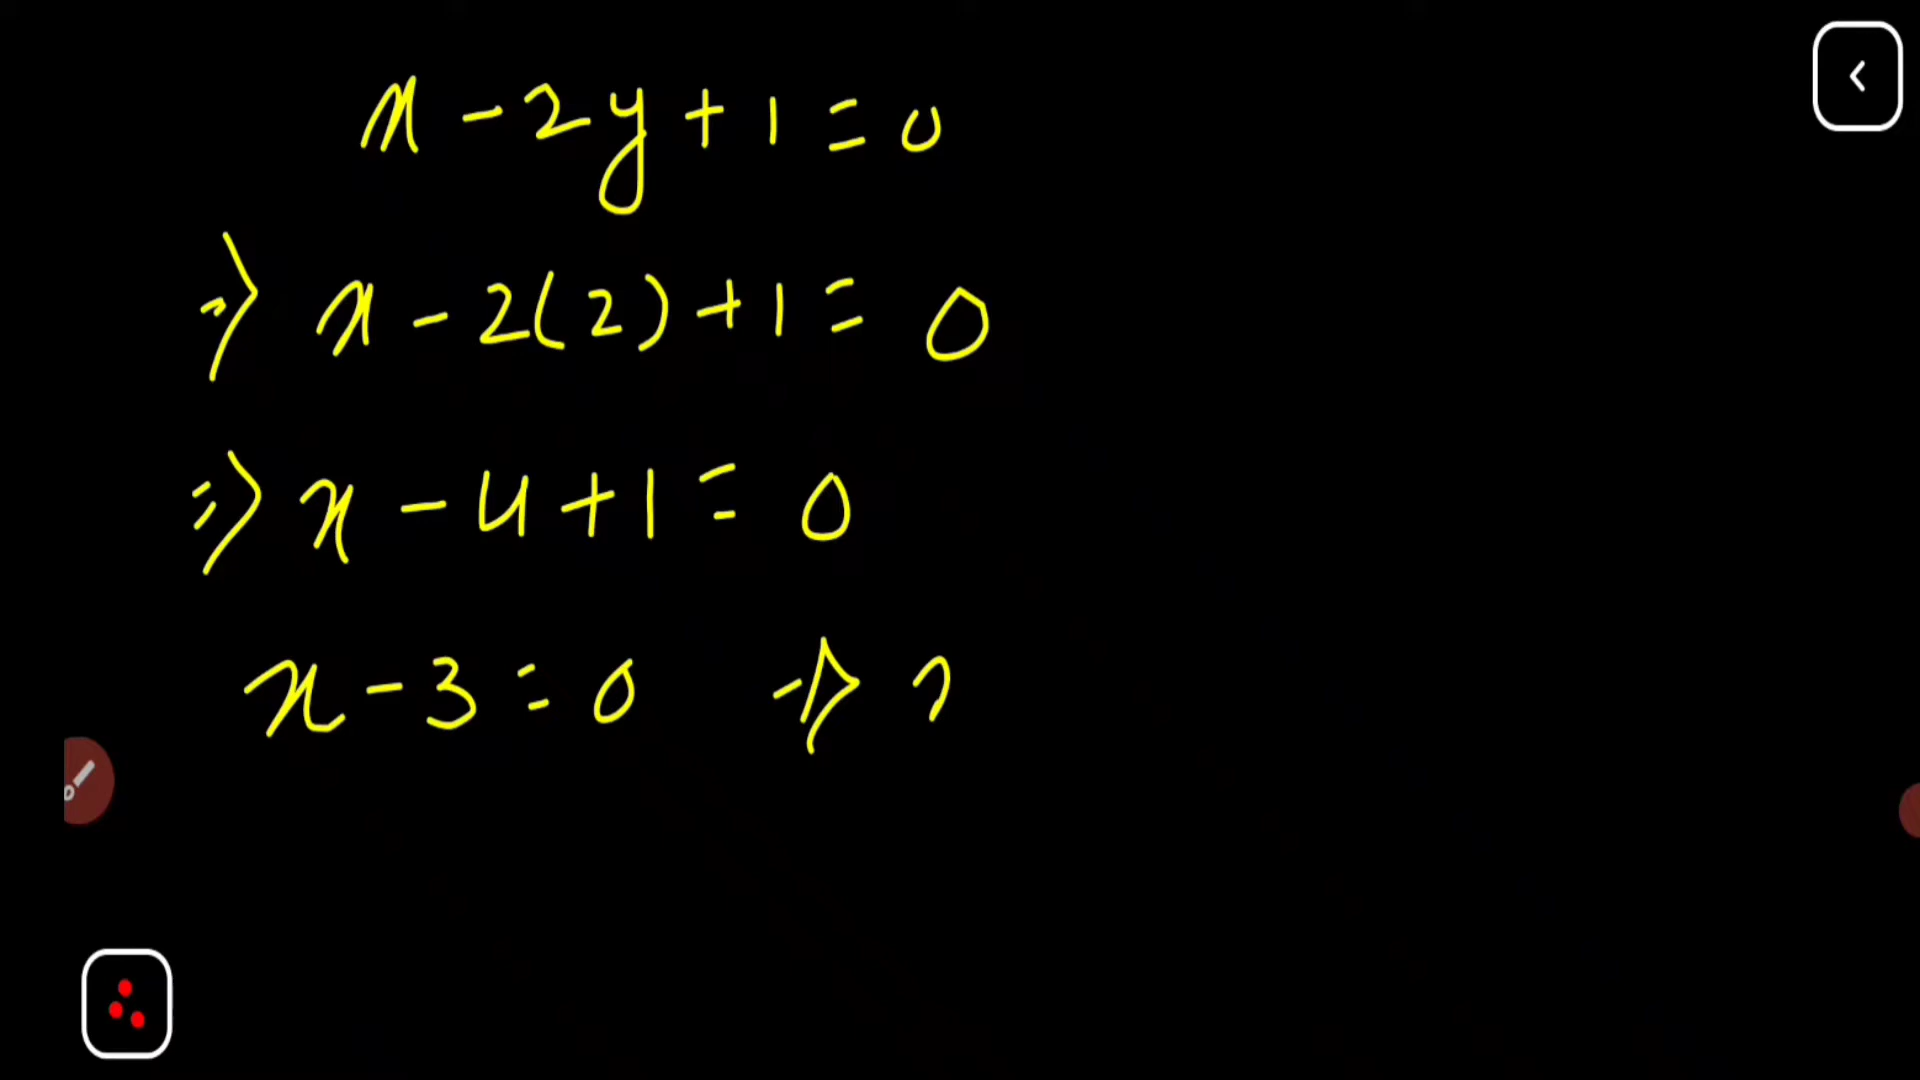 x - 2y + 1 = 0
⇒ x - 2(2) + 1 = 0
⇒ x - 4 + 1 = 0
x - 3 = 0 ⇒